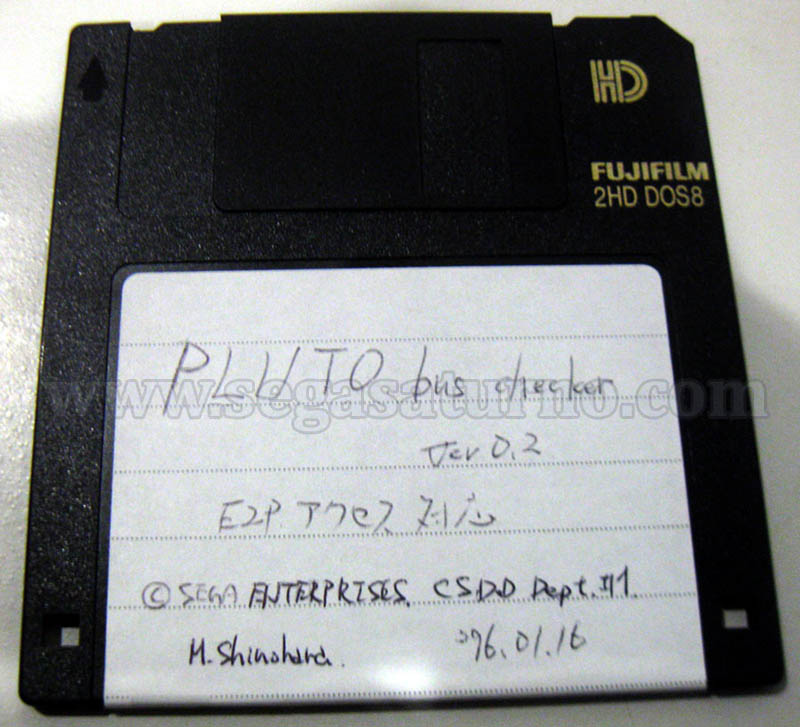 HD
FUJIFILM
2HD DOS8
PLUTO bus checker
www.segasaturno.com
Ver 0.2
E2P アクセス 対応
© SEGA ENTERPRISES. CSD.D Dept. #1.
M. Shinohara. '96.01.16